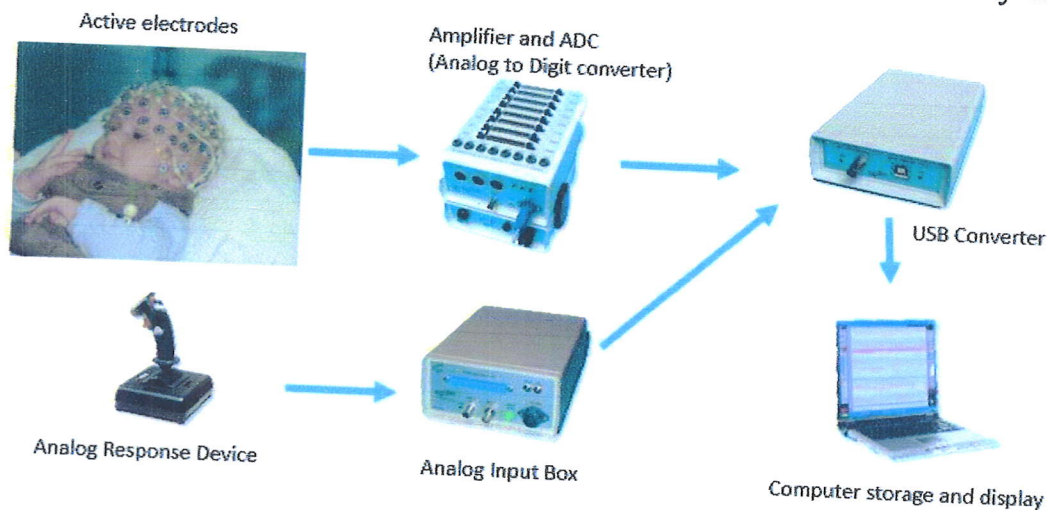 Active electrodes
Amplifier and ADC
(Analog to Digit converter)
USB Converter
Analog Response Device
Analog Input Box
Computer storage and display